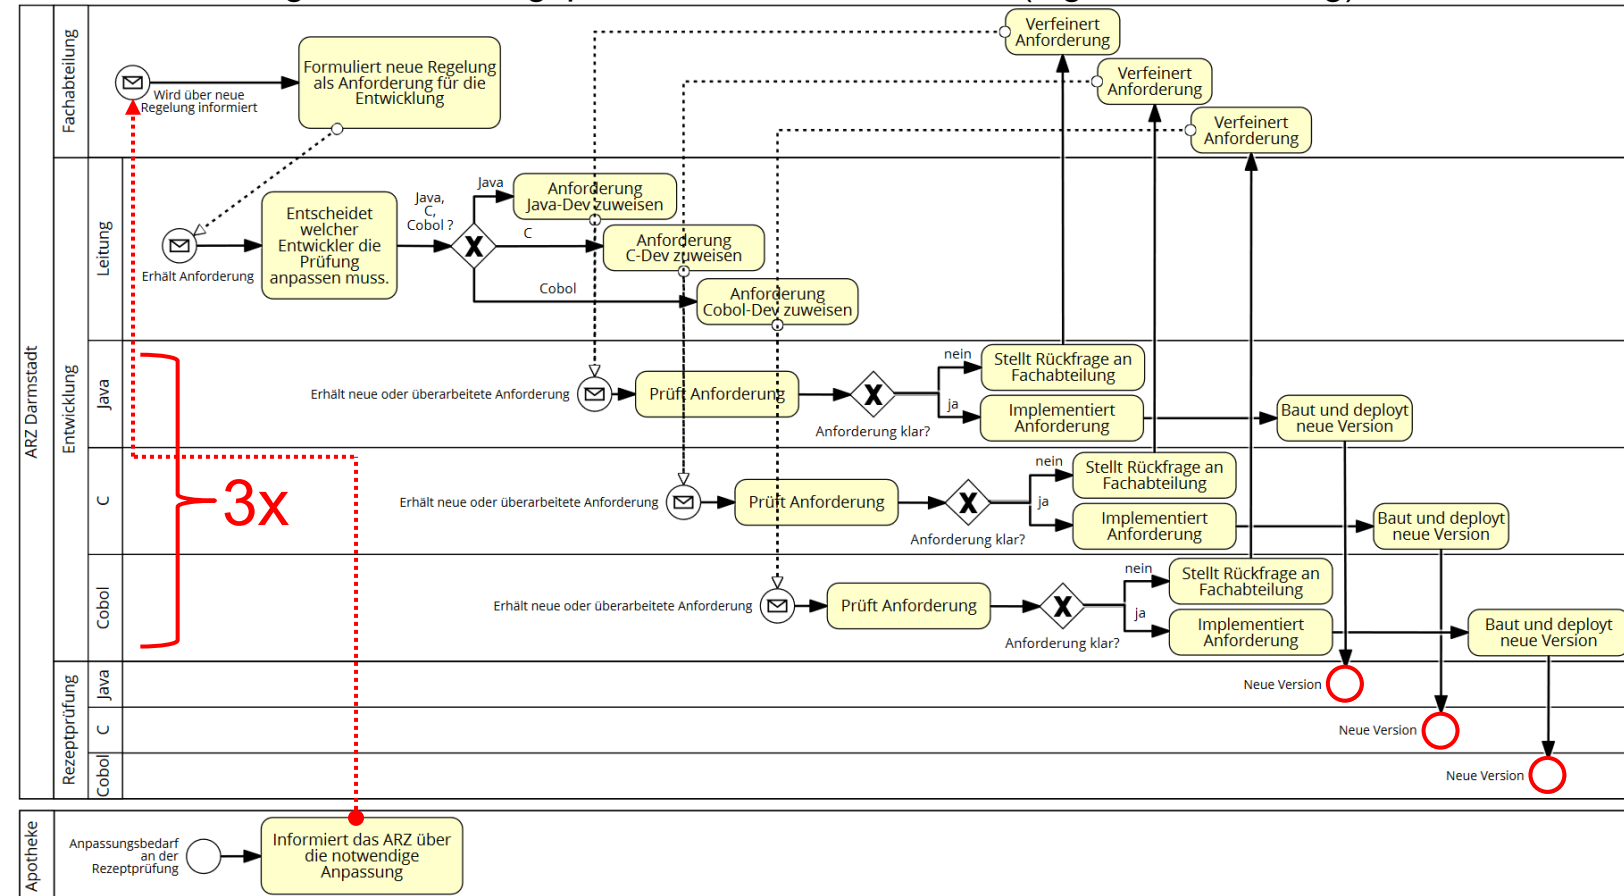 Verfeinert
Anforderung
Verfeinert
Anforderung
Verfeinert
Anforderung
Fachabteilung
Formuliert neue Regelung
als Anforderung für die
Entwicklung
Wird über neue
Regelung informiert
ARZ Darmstadt
Entwicklung
Leitung
Erhält Anforderung
Entscheidet
welcher
Entwickler die
Prüfung
anpassen muss.
Java,
C,
Cobol ?
Java
Anforderung
Java-Dev zuweisen
C
Anforderung
C-Dev zuweisen
Cobol
Anforderung
Cobol-Dev zuweisen
Java
Erhält neue oder überarbeitete Anforderung
Prüft Anforderung
Anforderung klar?
nein
Stellt Rückfrage an
Fachabteilung
ja
Implementiert
Anforderung
Baut und deployt
neue Version
3x
C
Erhält neue oder überarbeitete Anforderung
Prüft Anforderung
Anforderung klar?
nein
Stellt Rückfrage an
Fachabteilung
ja
Implementiert
Anforderung
Baut und deployt
neue Version
Cobol
Erhält neue oder überarbeitete Anforderung
Prüft Anforderung
Anforderung klar?
nein
Stellt Rückfrage an
Fachabteilung
ja
Implementiert
Anforderung
Baut und deployt
neue Version
Rezeptprüfung
Java
Neue Version
C
Neue Version
Cobol
Neue Version
Apotheke
Anpassungsbedarf
an der
Rezeptprüfung
Informiert das ARZ über
die notwendige
Anpassung